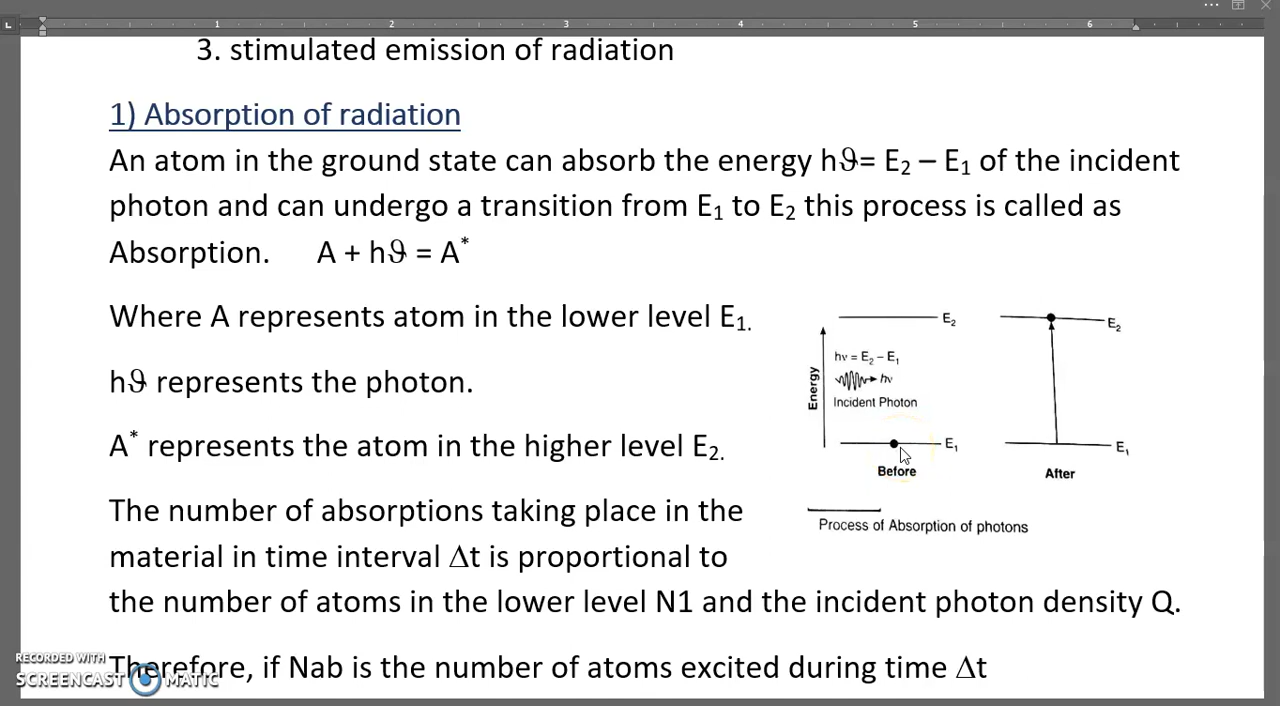 1 2 3 4 5 6
3. stimulated emission of radiation
1) Absorption of radiation
An atom in the ground state can absorb the energy hϑ= E₂ – E₁ of the incident
photon and can undergo a transition from E₁ to E₂ this process is called as
Absorption. A + hϑ = A*
Where A represents atom in the lower level E₁.
hϑ represents the photon.
A* represents the atom in the higher level E₂.
The number of absorptions taking place in the
material in time interval Δt is proportional to
the number of atoms in the lower level N1 and the incident photon density Q.
Therefore, if Nab is the number of atoms excited during time Δt
E₂
E₂
hν = E₂ – E₁
hν
Energy
Incident Photon
E₁
E₁
Before
After
Process of Absorption of photons
RECORDED WITH
SCREENCAST MATIC